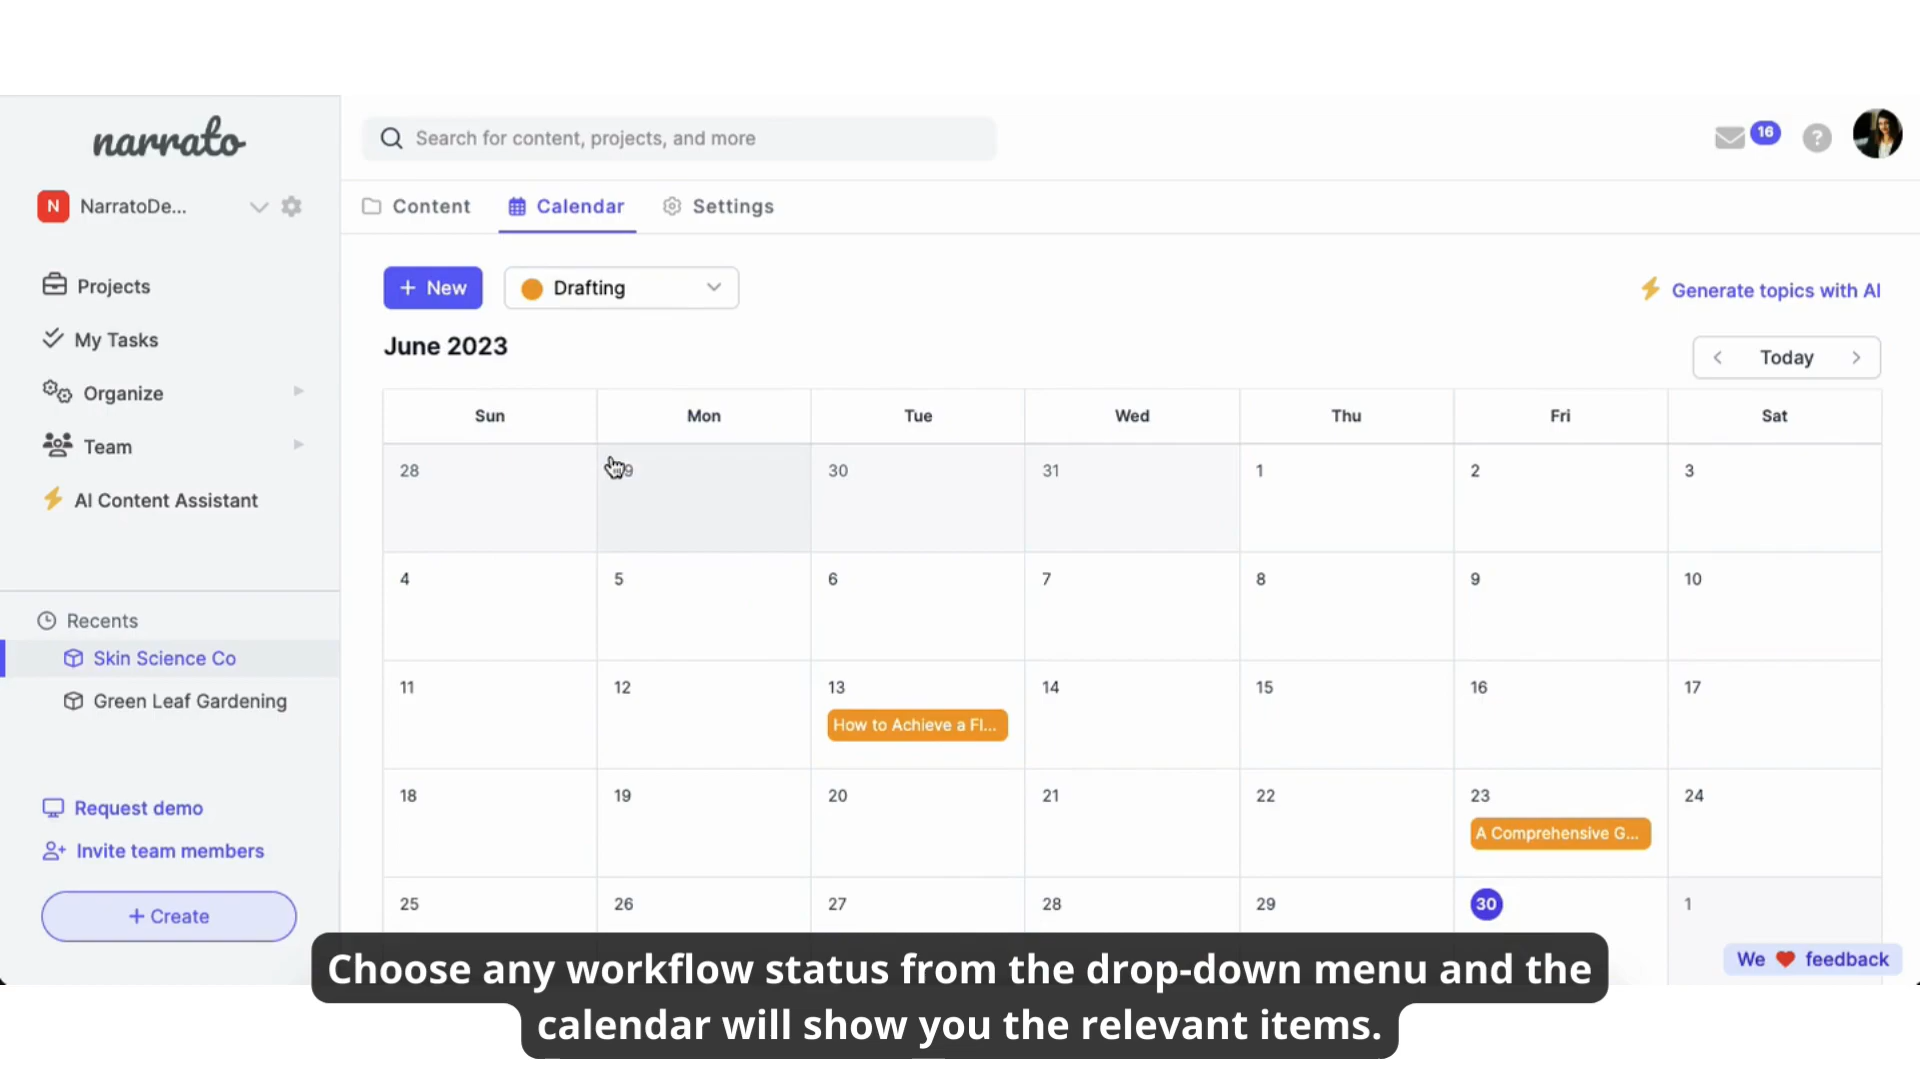 narrato
Search for content, projects, and more
16
?
N NarratoDe...
Content Calendar Settings
Projects
My Tasks
Organize
Team
AI Content Assistant
Recents
Skin Science Co
Green Leaf Gardening
Request demo
Invite team members
+ Create
+ New Drafting
Generate topics with AI
June 2023
Today
Sun Mon Tue Wed Thu Fri Sat
28 9 30 31 1 2 3
4 5 6 7 8 9 10
11 12 13 14 15 16 17
How to Achieve a Fl...
18 19 20 21 22 23 24
A Comprehensive G...
25 26 27 28 29 30 1
We feedback
Choose any workflow status from the drop-down menu and the
calendar will show you the relevant items.